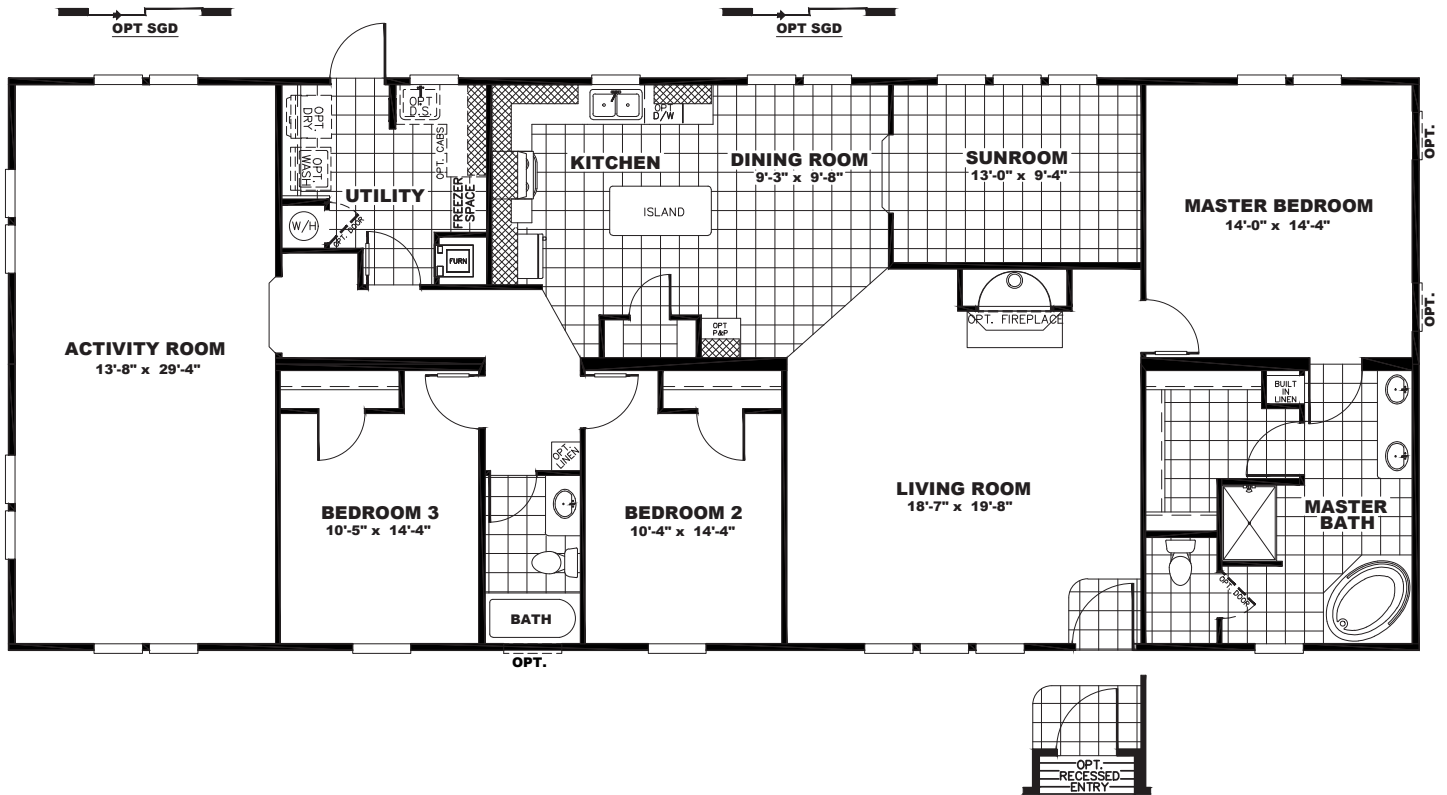 OPT SGD
OPT SGD
OPT.
DRY
OPT.
WASH
OPT
D.S.
OPT. CABS
UTILITY
FREEZER
SPACE
W/H
OPT. DOOR
FURN
KITCHEN
OPT
D/W
ISLAND
DINING ROOM
9'-3" x 9'-8"
SUNROOM
13'-0" x 9'-4"
MASTER BEDROOM
14'-0" x 14'-4"
OPT.
OPT.
ACTIVITY ROOM
13'-8" x 29'-4"
OPT
P&P
OPT. FIREPLACE
BUILT
IN
LINEN
OPT.
LINEN
BEDROOM 3
10'-5" x 14'-4"
BEDROOM 2
10'-4" x 14'-4"
LIVING ROOM
18'-7" x 19'-8"
MASTER
BATH
OPT. DOOR
BATH
OPT.
OPT.
RECESSED
ENTRY